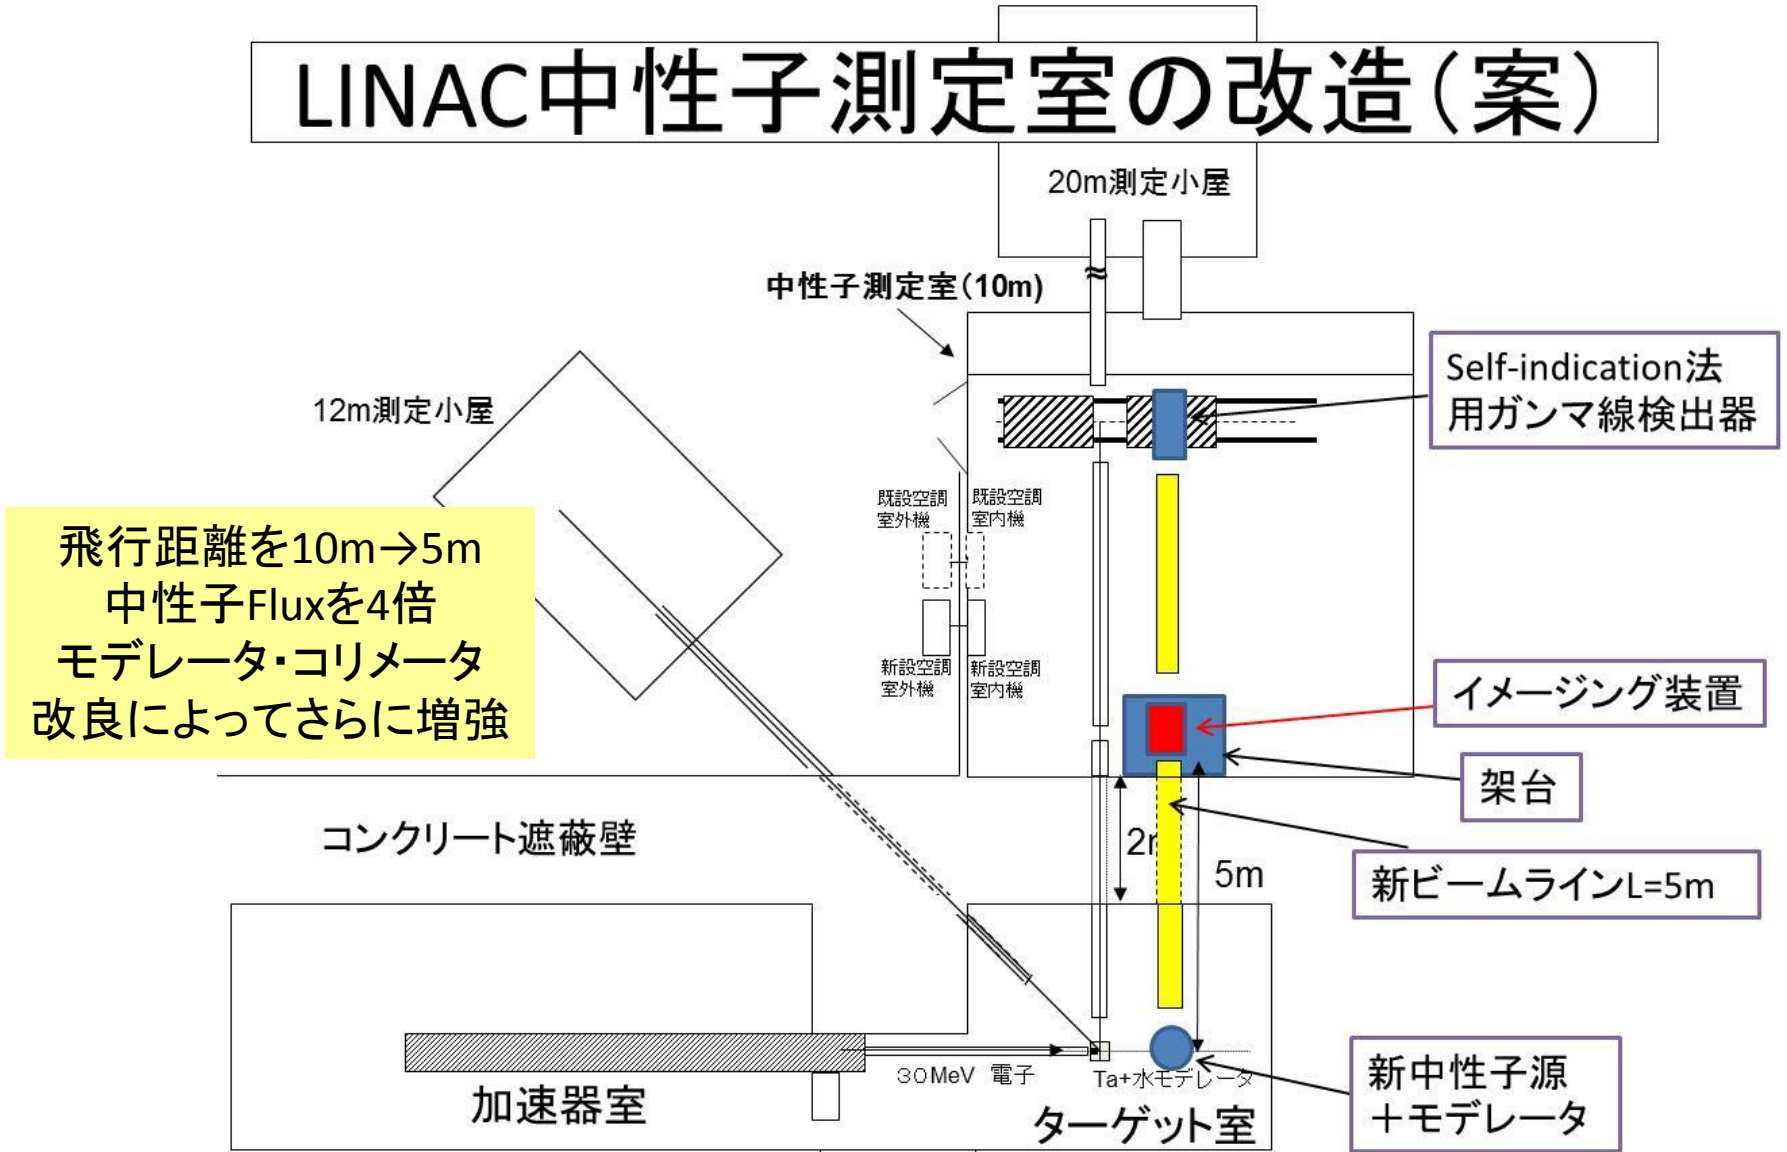 LINAC中性子測定室の改造(案)
20m測定小屋
中性子測定室(10m)
12m測定小屋
Self-indication法
用ガンマ線検出器
既設空調
室外機
既設空調
室内機
飛行距離を10m→5m
中性子Fluxを4倍
モデレータ・コリメータ
改良によってさらに増強
新設空調
室外機
新設空調
室内機
イメージング装置
架台
コンクリート遮蔽壁
5m
新ビームラインL=5m
30MeV 電子
Ta+水モデレータ
加速器室
ターゲット室
新中性子源
+モデレータ